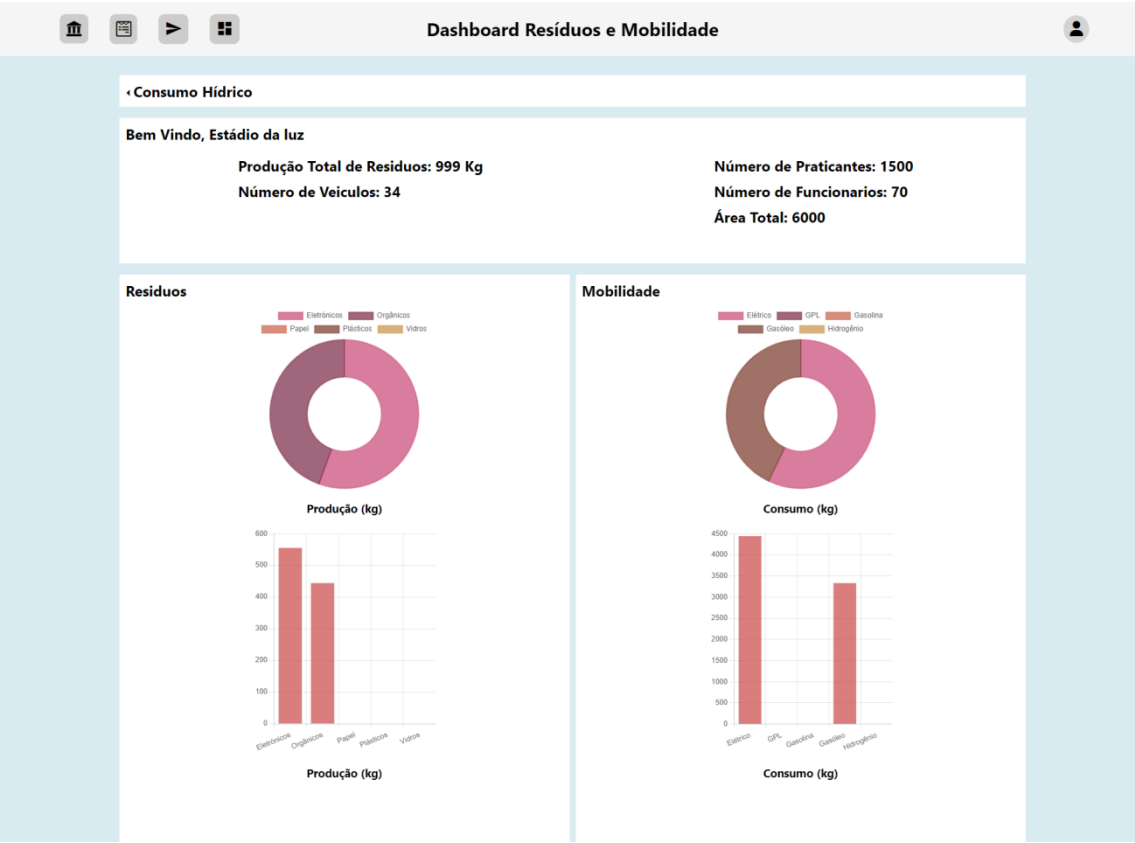 Dashboard Resíduos e Mobilidade
Consumo Hídrico
Bem Vindo, Estádio da luz
Produção Total de Residuos: 999 Kg
Número de Veiculos: 34
Número de Praticantes: 1500
Número de Funcionarios: 70
Área Total: 6000
Residuos
Eletrónicos Orgânicos
Papel Plásticos Vidros
Produção (kg)
600
500
400
300
200
100
0
Eletrónicos Orgânicos Papel Plásticos Vidros
Produção (kg)
Mobilidade
Elétrico GPL Gasolina
Gasóleo Hidrogênio
Consumo (kg)
4500
4000
3500
3000
2500
2000
1500
1000
500
0
Elétrico GPL Gasolina Gasóleo Hidrogênio
Consumo (kg)